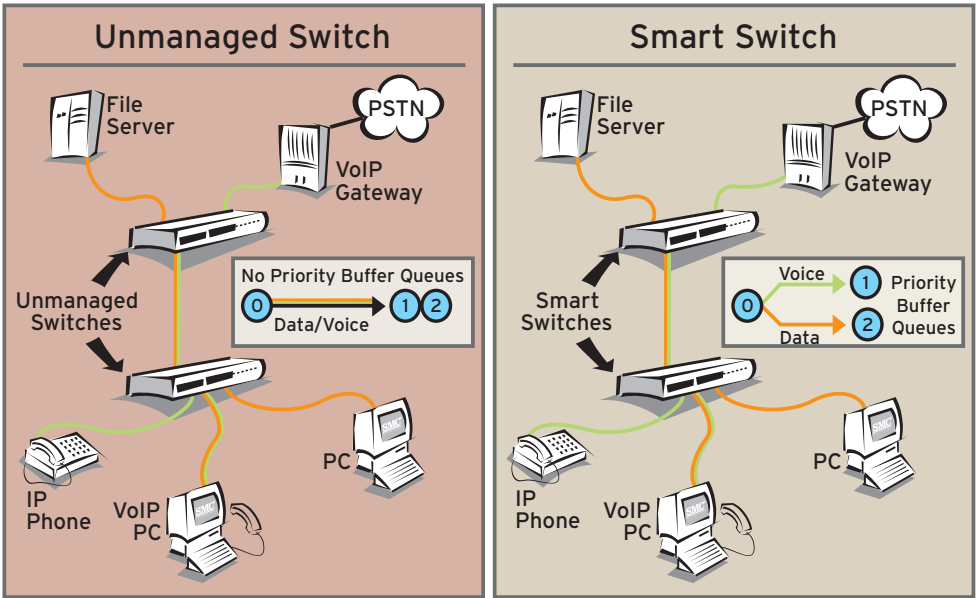 Unmanaged Switch
File
Server
PSTN
VoIP
Gateway
No Priority Buffer Queues
0
1
2
Data/Voice
Unmanaged
Switches
PC
SMC
IP
Phone
VoIP
PC
SMC
Smart Switch
File
Server
PSTN
VoIP
Gateway
Voice
0
1
2
Data
Priority
Buffer
Queues
Smart
Switches
PC
SMC
IP
Phone
VoIP
PC
SMC